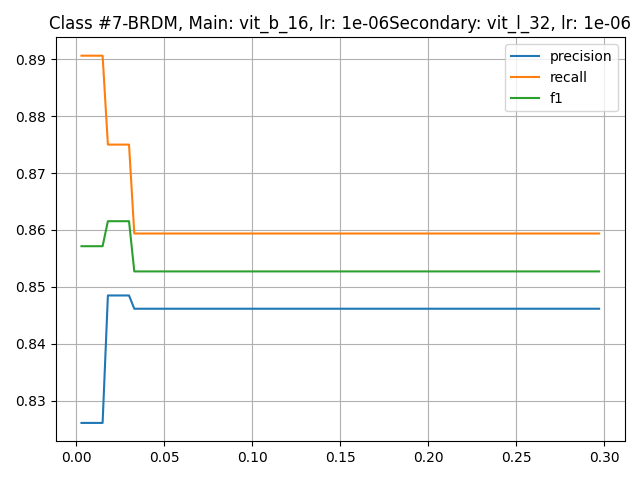 Class #7-BRDM, Main: vit_b_16, lr: 1e-06Secondary: vit_l_32, lr: 1e-06
precision
recall
f1
0.89
0.88
0.87
0.86
0.85
0.84
0.83
0.00 0.05 0.10 0.15 0.20 0.25 0.30